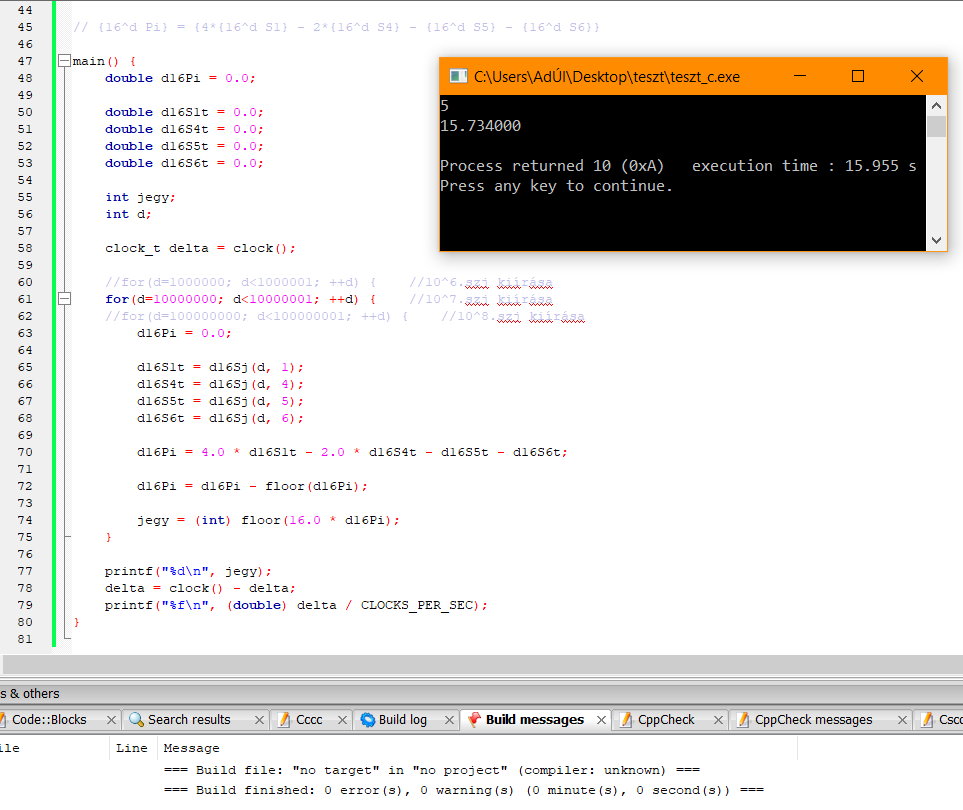 44
45 // {16^d Pi} = {4*{16^d S1} - 2*{16^d S4} - {16^d S5} - {16^d S6}}
46
47 main() {
48 double d16Pi = 0.0;
49
50 double d16S1t = 0.0;
51 double d16S4t = 0.0;
52 double d16S5t = 0.0;
53 double d16S6t = 0.0;
54
55 int jegy;
56 int d;
57
58 clock_t delta = clock();
59
60 //for(d=1000000; d<1000001; ++d) { //10^6.szj kiírása
61 for(d=10000000; d<10000001; ++d) { //10^7.szj kiírása
62 //for(d=100000000; d<100000001; ++d) { //10^8.szj kiírása
63 d16Pi = 0.0;
64
65 d16S1t = d16Sj(d, 1);
66 d16S4t = d16Sj(d, 4);
67 d16S5t = d16Sj(d, 5);
68 d16S6t = d16Sj(d, 6);
69
70 d16Pi = 4.0 * d16S1t - 2.0 * d16S4t - d16S5t - d16S6t;
71
72 d16Pi = d16Pi - floor(d16Pi);
73
74 jegy = (int) floor(16.0 * d16Pi);
75 }
76
77 printf("%d\n", jegy);
78 delta = clock() - delta;
79 printf("%f\n", (double) delta / CLOCKS_PER_SEC);
80 }
81
C:\Users\AdÚI\Desktop\teszt\teszt_c.exe
5
15.734000
Process returned 10 (0xA) execution time : 15.955 s
Press any key to continue.
s & others
Code::Blocks Search results Cccc Build log Build messages CppCheck CppCheck messages Cscc
ile Line Message
=== Build file: "no target" in "no project" (compiler: unknown) ===
=== Build finished: 0 error(s), 0 warning(s) (0 minute(s), 0 second(s)) ===